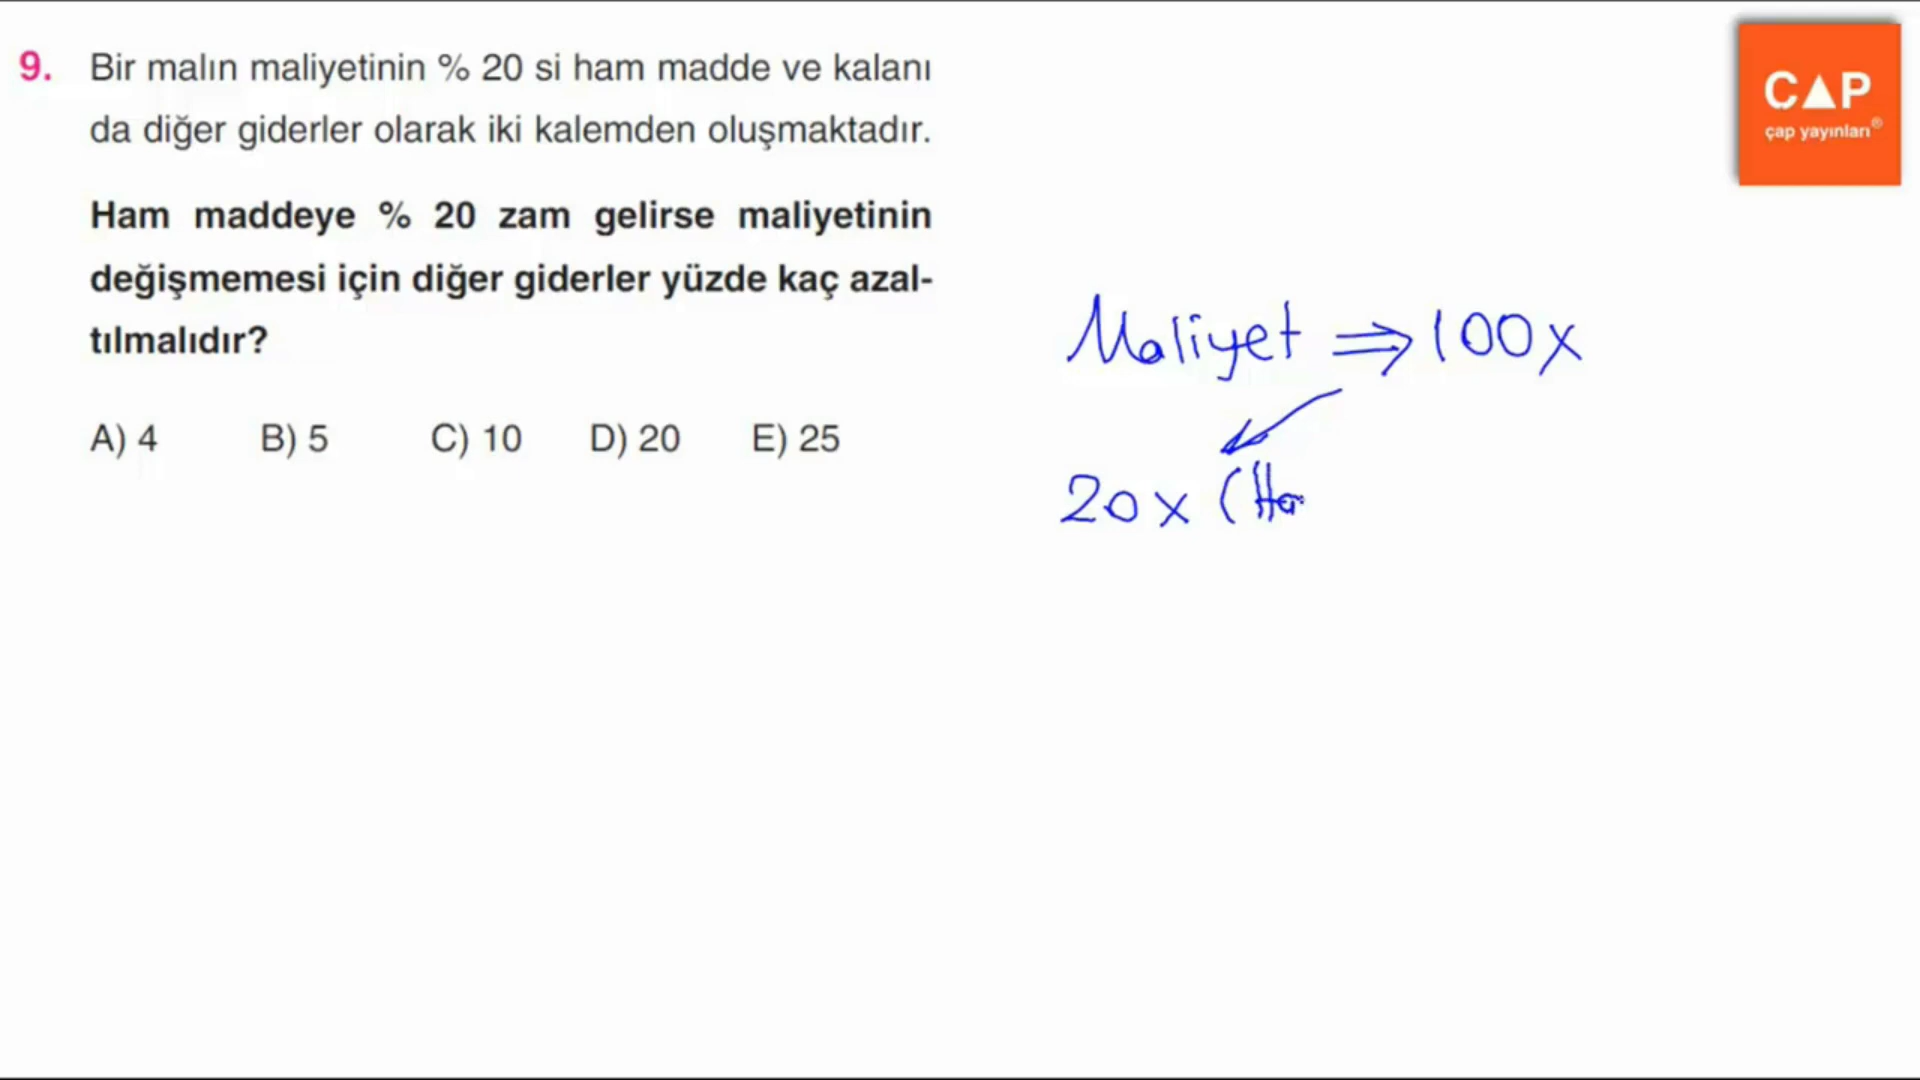 9. Bir malın maliyetinin % 20 si ham madde ve kalanı
da diğer giderler olarak iki kalemden oluşmaktadır.
Ham maddeye % 20 zam gelirse maliyetinin
değişmemesi için diğer giderler yüzde kaç azal-
tılmalıdır?
A) 4 B) 5 C) 10 D) 20 E) 25
CAP
çap yayınları®
Maliyet ⇒ 100x
20x (Ha